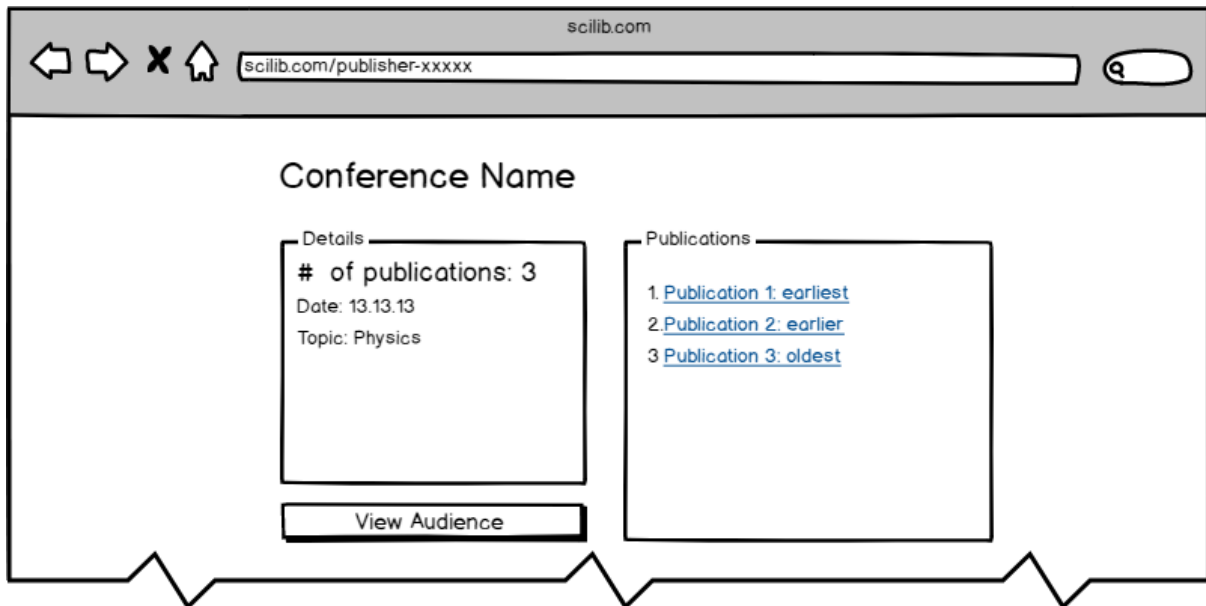 scilib.com
scilib.com/publisher-xxxxx
Conference Name
Details
# of publications: 3
Date: 13.13.13
Topic: Physics
View Audience
Publications
1. Publication 1: earliest
2.Publication 2: earlier
3 Publication 3: oldest